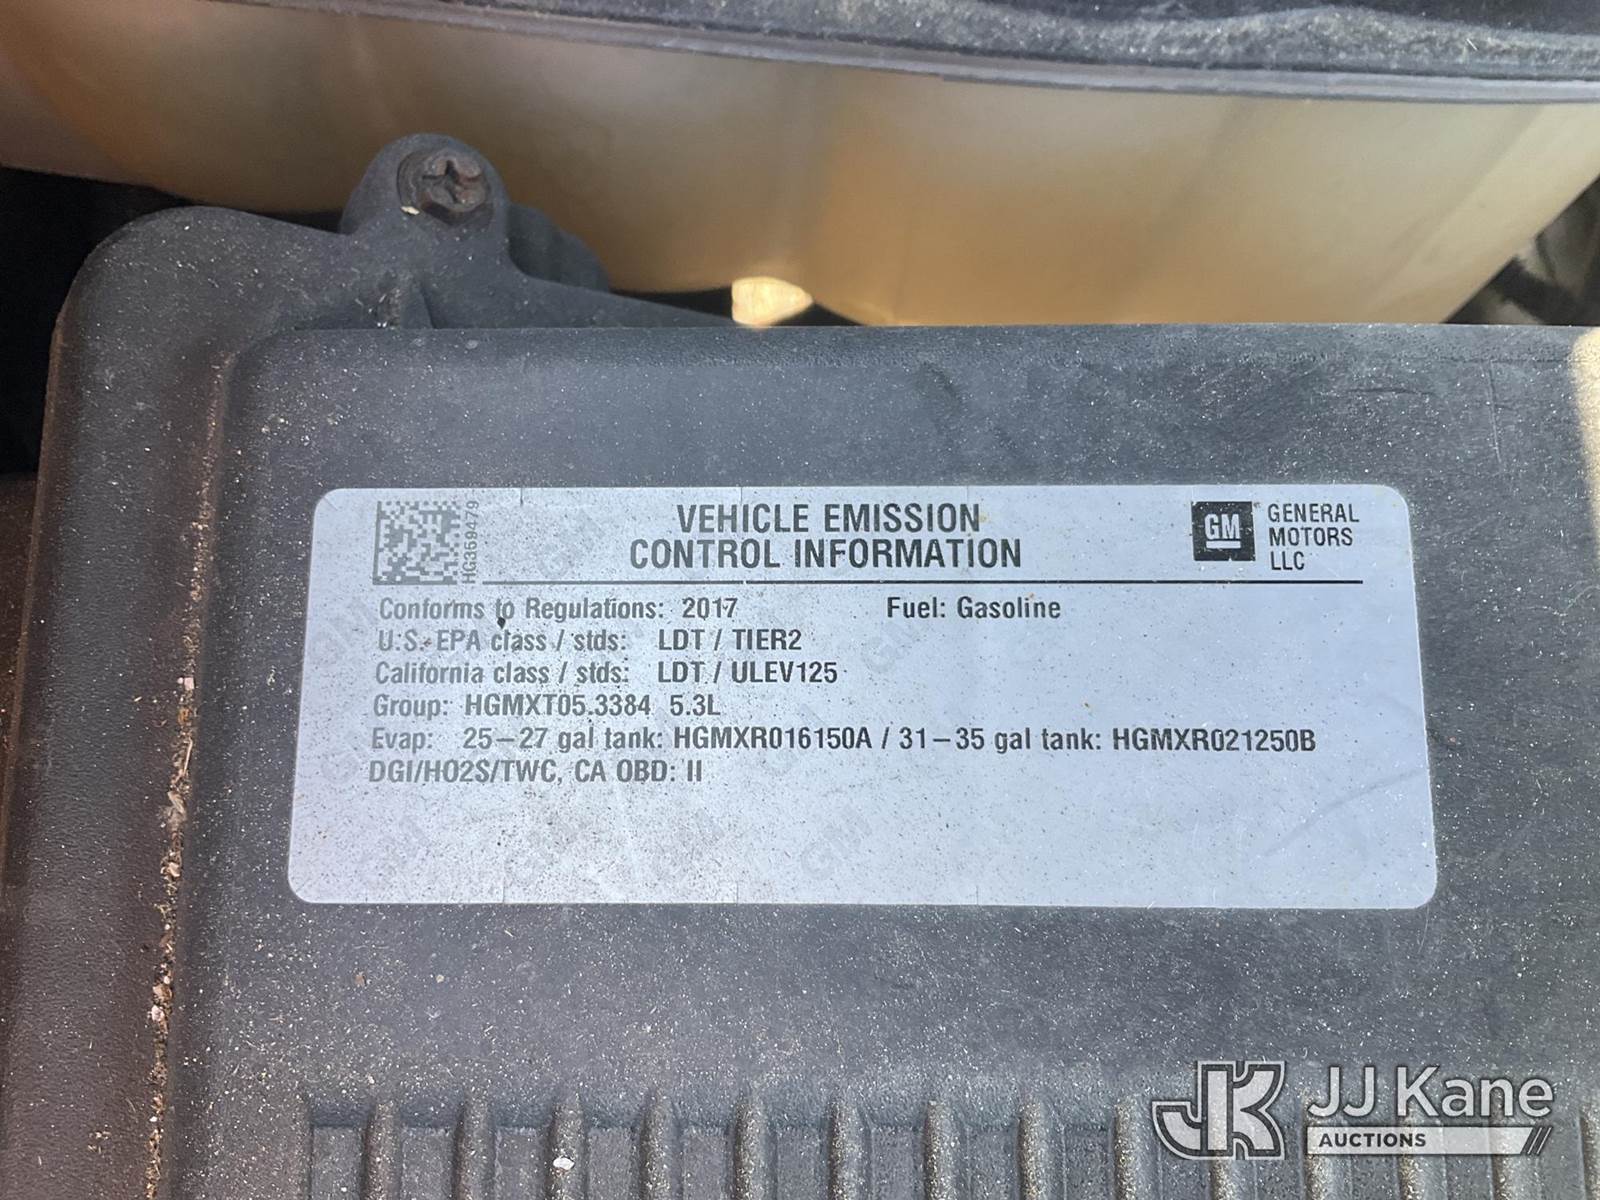 HG359479
VEHICLE EMISSION
CONTROL INFORMATION
GM
GENERAL
MOTORS
LLC
Conforms to Regulations: 2017 Fuel: Gasoline
U.S. EPA class / stds: LDT / TIER2
California class / stds: LDT / ULEV125
Group: HGMXT05.3384 5.3L
Evap: 25–27 gal tank: HGMXR016150A / 31–35 gal tank: HGMXR021250B
DGI/HO2S/TWC, CA OBD: II
JK JJ Kane
AUCTIONS